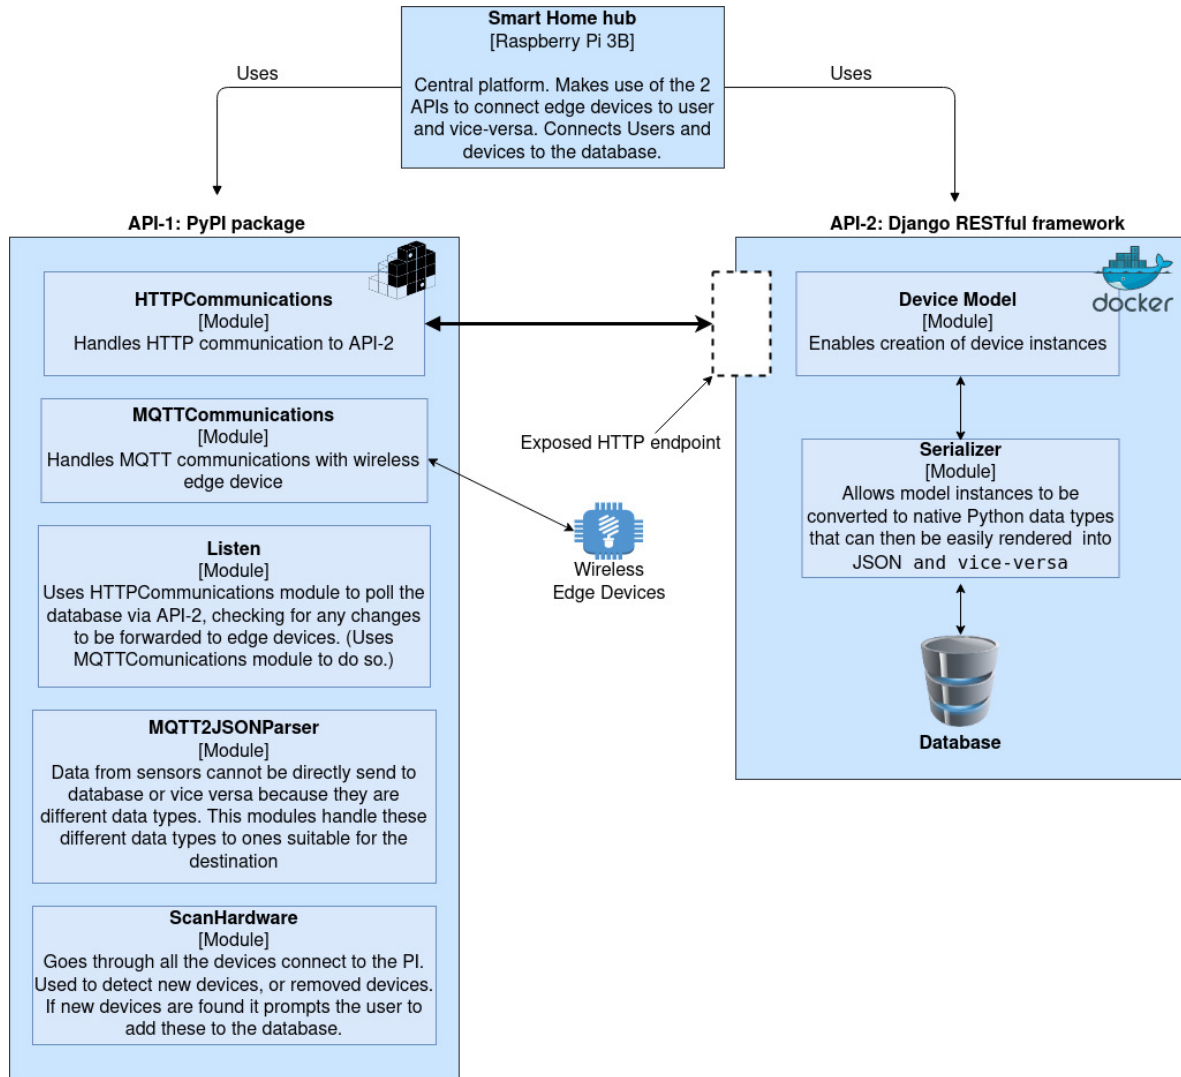 Smart Home hub
[Raspberry Pi 3B]
Central platform. Makes use of the 2
APIs to connect edge devices to user
and vice-versa. Connects Users and
devices to the database.
Uses
Uses
API-1: PyPI package
HTTPCommunications
[Module]
Handles HTTP communication to API-2
MQTTCommunications
[Module]
Handles MQTT communications with wireless
edge device
Listen
[Module]
Uses HTTPCommunications module to poll the
database via API-2, checking for any changes
to be forwarded to edge devices. (Uses
MQTTComunications module to do so.)
MQTT2JSONParser
[Module]
Data from sensors cannot be directly send to
database or vice versa because they are
different data types. This modules handle these
different data types to ones suitable for the
destination
ScanHardware
[Module]
Goes through all the devices connect to the PI.
Used to detect new devices, or removed devices.
If new devices are found it prompts the user to
add these to the database.
Exposed HTTP endpoint
Wireless
Edge Devices
API-2: Django RESTful framework
docker
Device Model
[Module]
Enables creation of device instances
Serializer
[Module]
Allows model instances to be
converted to native Python data types
that can then be easily rendered into
JSON and vice-versa
Database